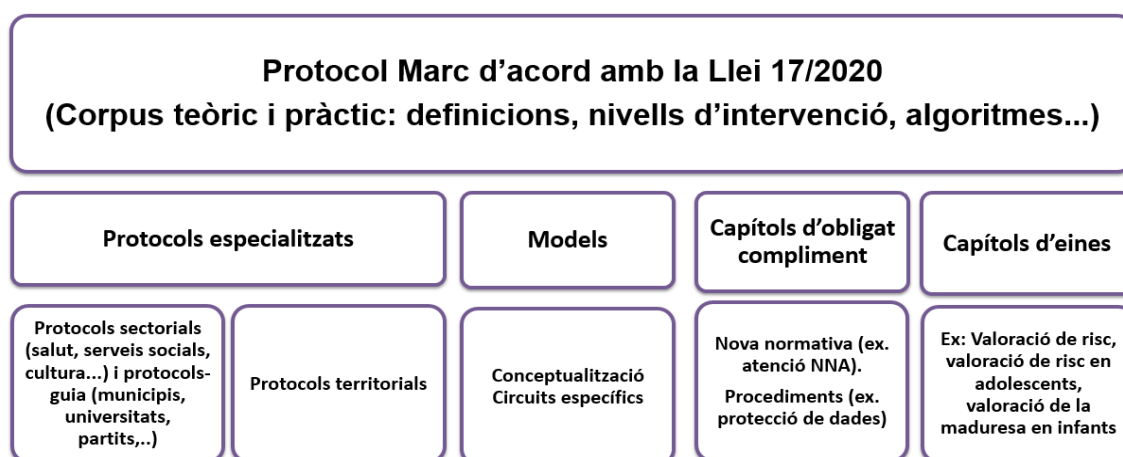 Protocol Marc d’acord amb la Llei 17/2020
(Corpus teòric i pràctic: definicions, nivells d’intervenció, algoritmes...)
Protocols especialitzats
Models
Capítols d’obligat
compliment
Capítols d’eines
Protocols sectorials
(salut, serveis socials,
cultura...) i protocols-
guia (municipis,
universitats,
partits,..)
Protocols territorials
Conceptualització
Circuits específics
Nova normativa (ex.
atenció NNA).
Procediments (ex.
protecció de dades)
Ex: Valoració de risc,
valoració de risc en
adolescents,
valoració de la
maduresa en infants